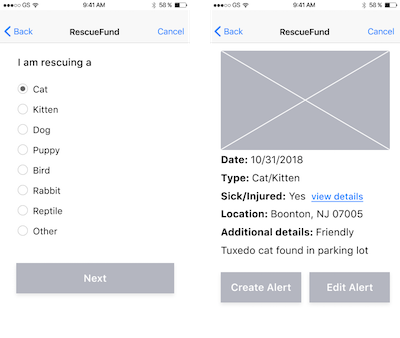 GS 9:41 AM 58 %
Back RescueFund Cancel
I am rescuing a
Cat
Kitten
Dog
Puppy
Bird
Rabbit
Reptile
Other
Next
GS 9:41 AM 58 %
Back RescueFund Cancel
Date: 10/31/2018
Type: Cat/Kitten
Sick/Injured: Yes view details
Location: Boonton, NJ 07005
Additional details: Friendly
Tuxedo cat found in parking lot
Create Alert Edit Alert